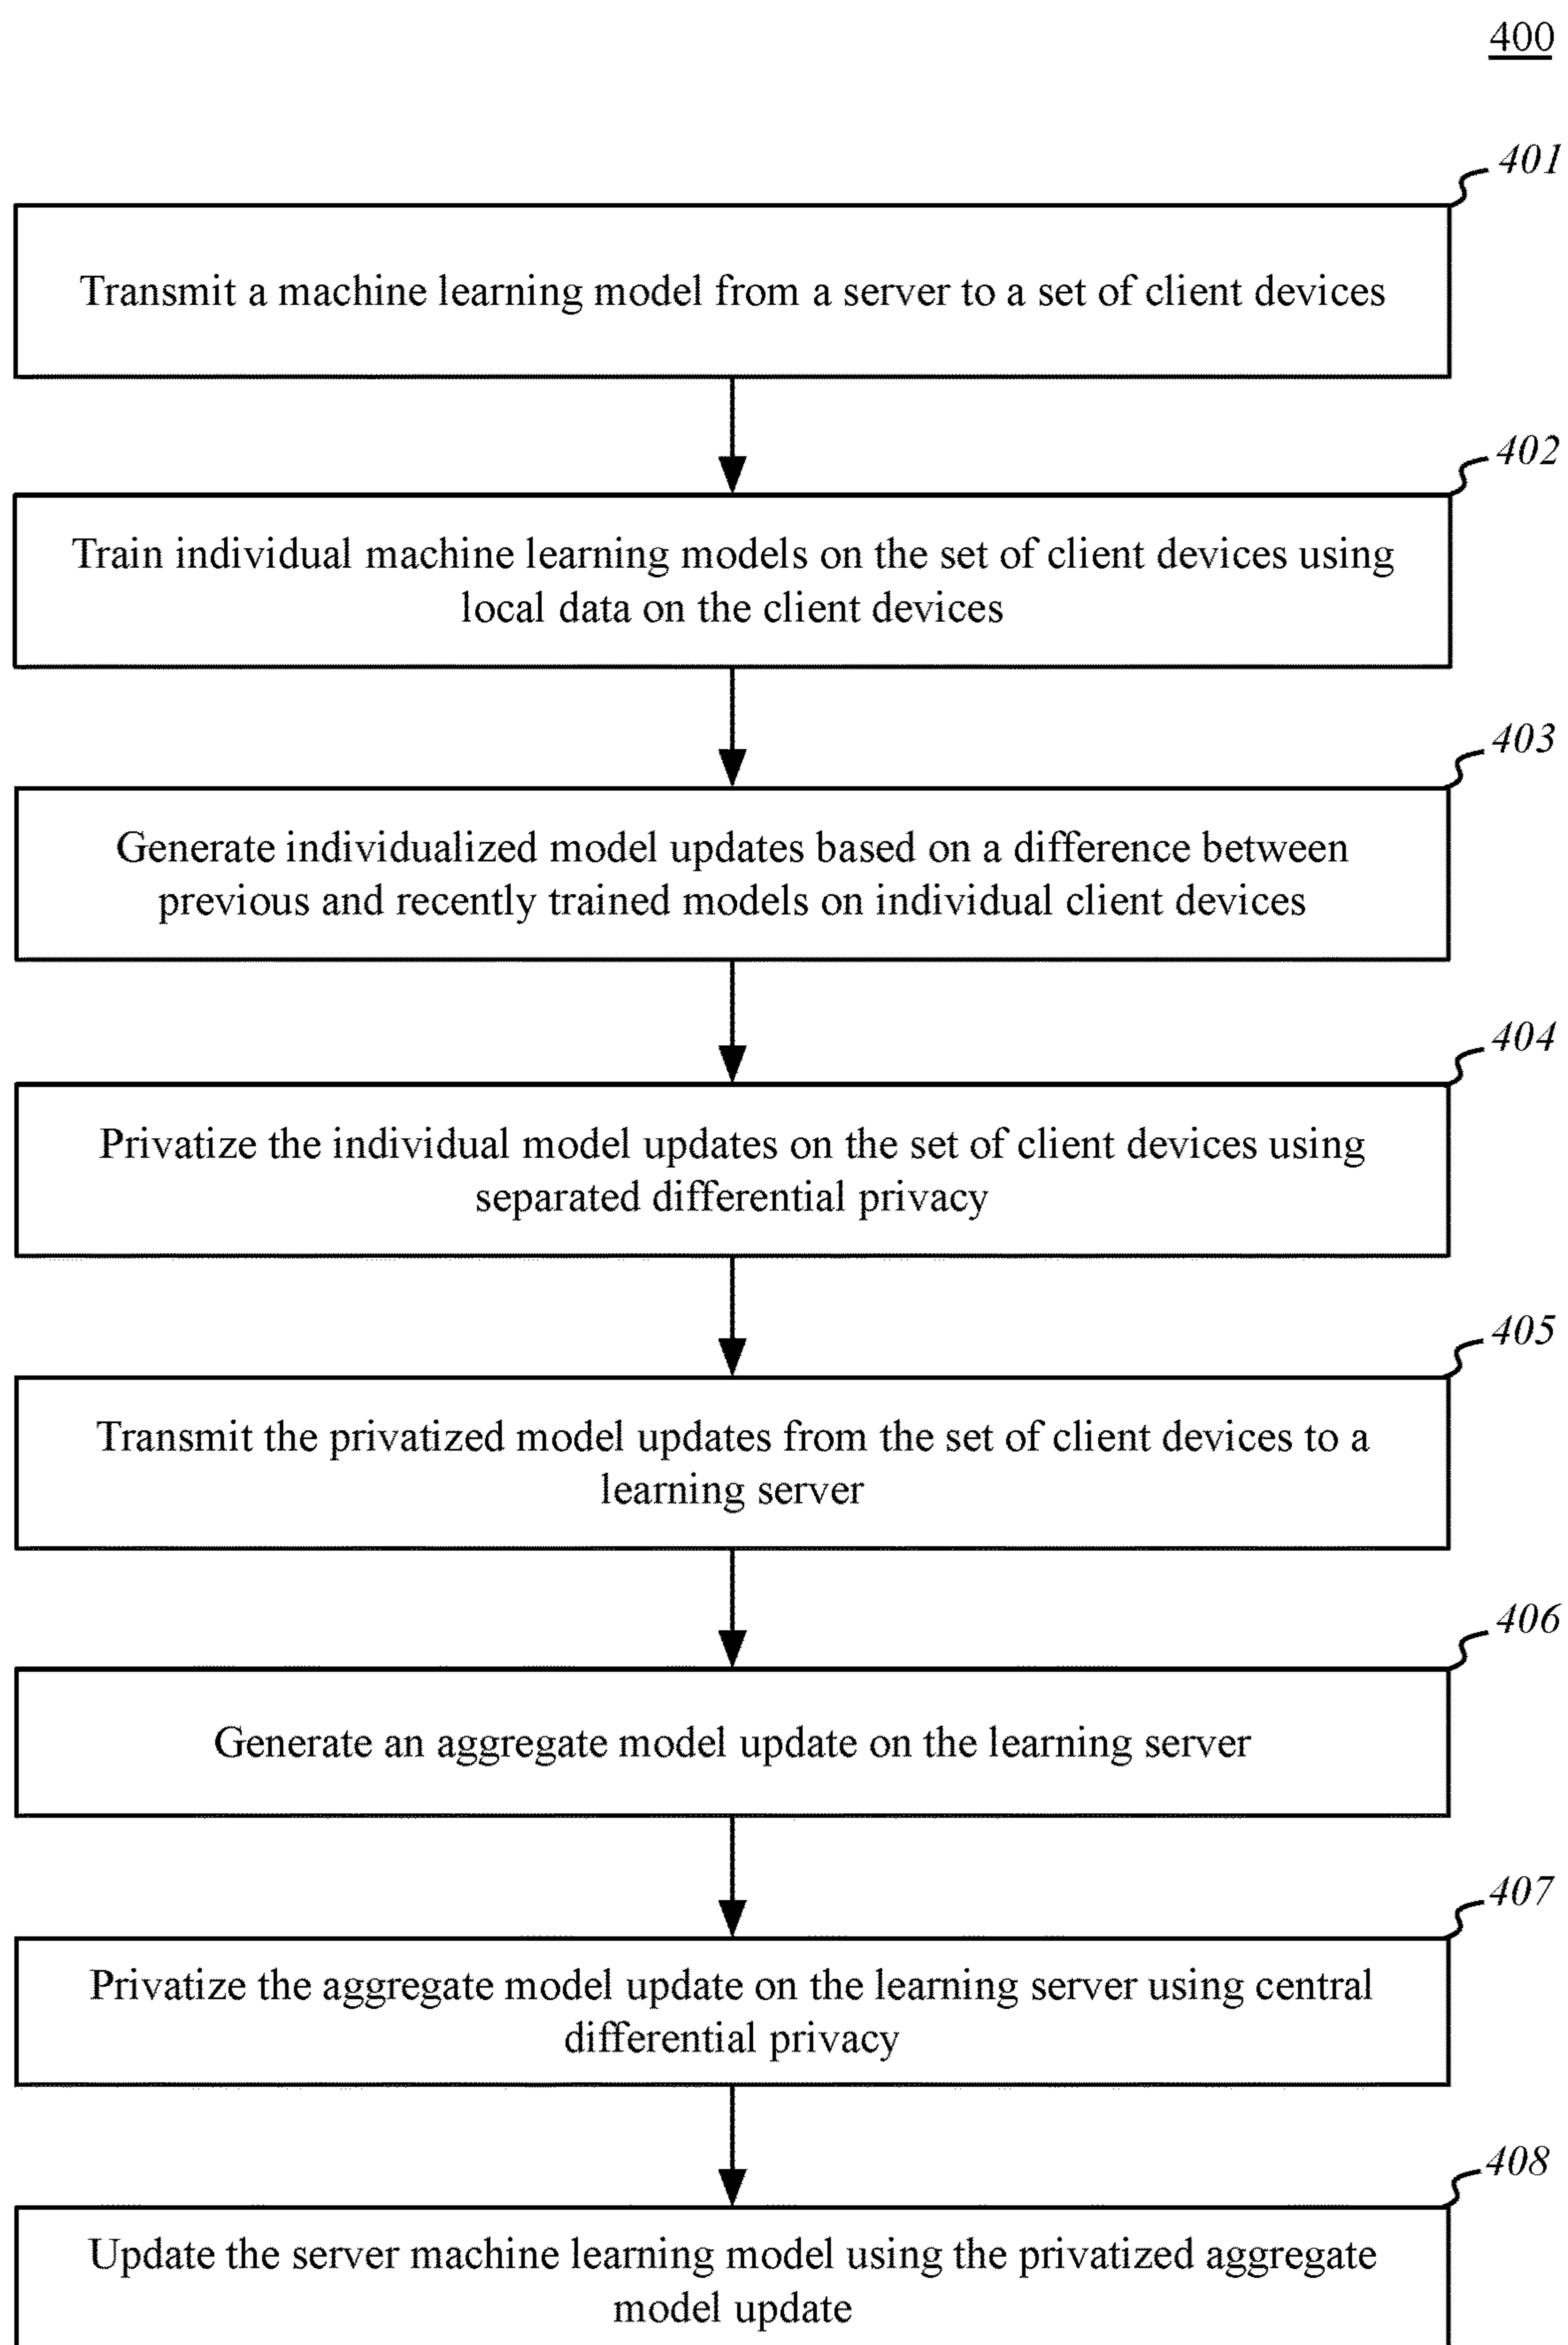 400
401
Transmit a machine learning model from a server to a set of client devices
402
Train individual machine learning models on the set of client devices using
local data on the client devices
403
Generate individualized model updates based on a difference between
previous and recently trained models on individual client devices
404
Privatize the individual model updates on the set of client devices using
separated differential privacy
405
Transmit the privatized model updates from the set of client devices to a
learning server
406
Generate an aggregate model update on the learning server
407
Privatize the aggregate model update on the learning server using central
differential privacy
408
Update the server machine learning model using the privatized aggregate
model update